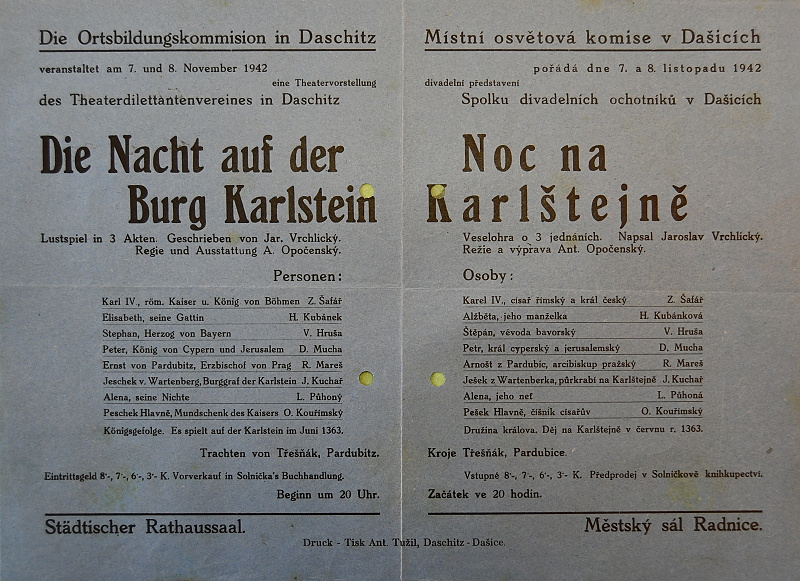 Die Ortsbildungskommision in Daschitz
veranstaltet am 7. und 8. November 1942
eine Theatervorstellung
des Theaterdilettantenvereines in Daschitz
Die Nacht auf der
Burg Karlstein
Lustspiel in 3 Akten. Geschrieben von Jar. Vrchlický.
Regie und Ausstattung A. Opočenský.
Personen:
Karl IV., röm. Kaiser u. König von Böhmen Z. Šafář
Elisabeth, seine Gattin H. Kubánek
Stephan, Herzog von Bayern V. Hruša
Peter, König von Cypern und Jerusalem D. Mucha
Ernst von Pardubitz, Erzbischof von Prag R. Mareš
Jeschek v. Wartenberg, Burggraf der Karlstein J. Kuchař
Alena, seine Nichte L. Půhoný
Peschek Hlavně, Mundschenk des Kaisers O. Kouřimský
Königsgefolge. Es spielt auf der Karlstein im Juni 1363.
Trachten von Třešňák, Pardubitz.
Eintrittsgeld 8·-, 7·-, 6·-, 3·- K. Vorverkauf in Solnička's Buchhandlung.
Beginn um 20 Uhr.
Städtischer Rathaussaal.
Místní osvětová komise v Dašicích
pořádá dne 7. a 8. listopadu 1942
divadelní představení
Spolku divadelních ochotníků v Dašicích
Noc na
Karlštejně
Veselohra o 3 jednáních. Napsal Jaroslav Vrchlický.
Režie a výprava Ant. Opočenský.
Osoby:
Karel IV., císař římský a král český Z. Šafář
Alžběta, jeho manželka H. Kubánková
Štěpán, vévoda bavorský V. Hruša
Petr, král cyperský a jerusalemský D. Mucha
Arnošt z Pardubic, arcibiskup pražský R. Mareš
Ješek z Wartenberka, půrkrabí na Karlštejně J. Kuchař
Alena, jeho neť L. Půhoná
Pešek Hlavně, číšník císařův O. Kouřimský
Družina králova. Děj na Karlštejně v červnu r. 1363.
Kroje Třešňák, Pardubice.
Vstupné 8·-, 7·-, 6·-, 3·- K. Předprodej v Solničkově knihkupectví.
Začátek ve 20 hodin.
Městský sál Radnice.
Druck - Tisk Ant. Tužil, Daschitz - Dašice.